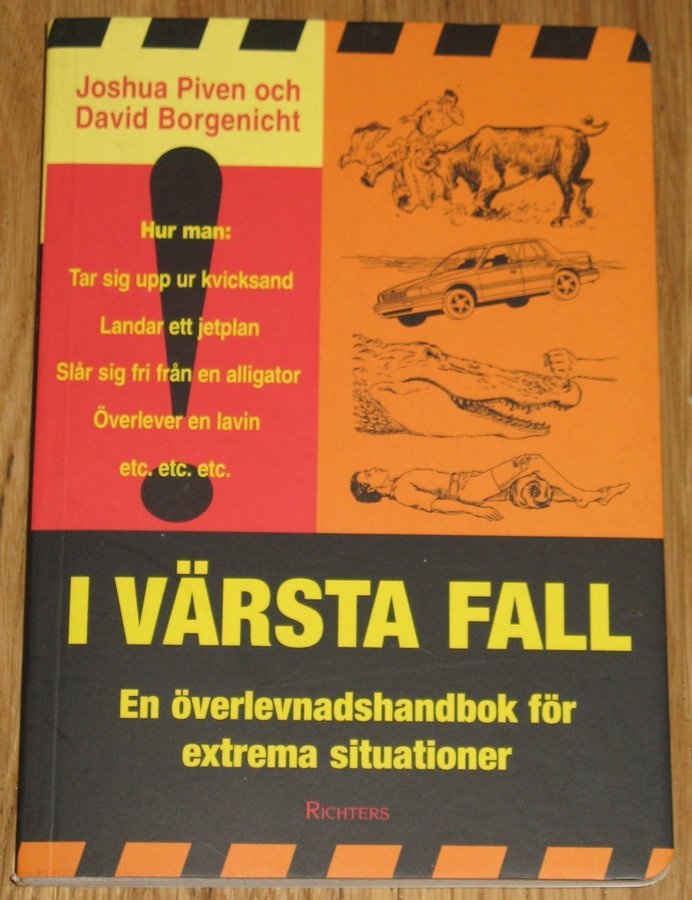 Joshua Piven och
David Borgenicht
Hur man:
Tar sig upp ur kvicksand
Landar ett jetplan
Slår sig fri från en alligator
Överlever en lavin
etc. etc. etc.
I VÄRSTA FALL
En överlevnadshandbok för
extrema situationer
RICHTERS